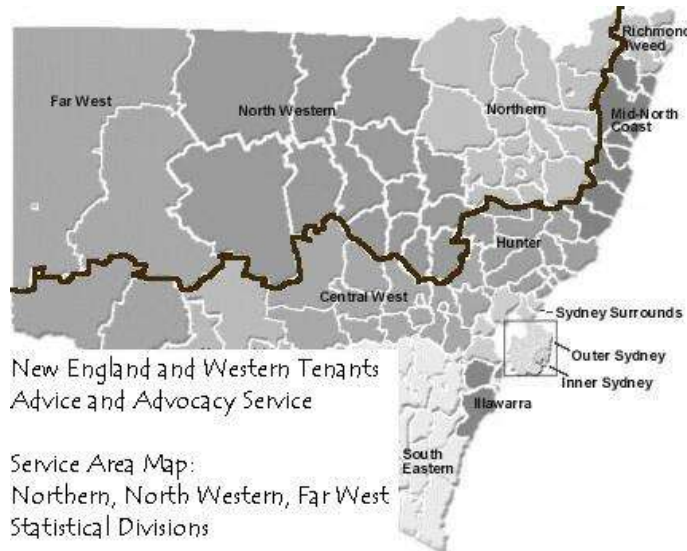 Richmond
Tweed
Far West
North Western
Northern
Mid-North
Coast
Hunter
Central West
Sydney Surrounds
Outer Sydney
Inner Sydney
Illawarra
South
Eastern
New England and Western Tenants
Advice and Advocacy Service
Service Area Map:
Northern, North Western, Far West
Statistical Divisions